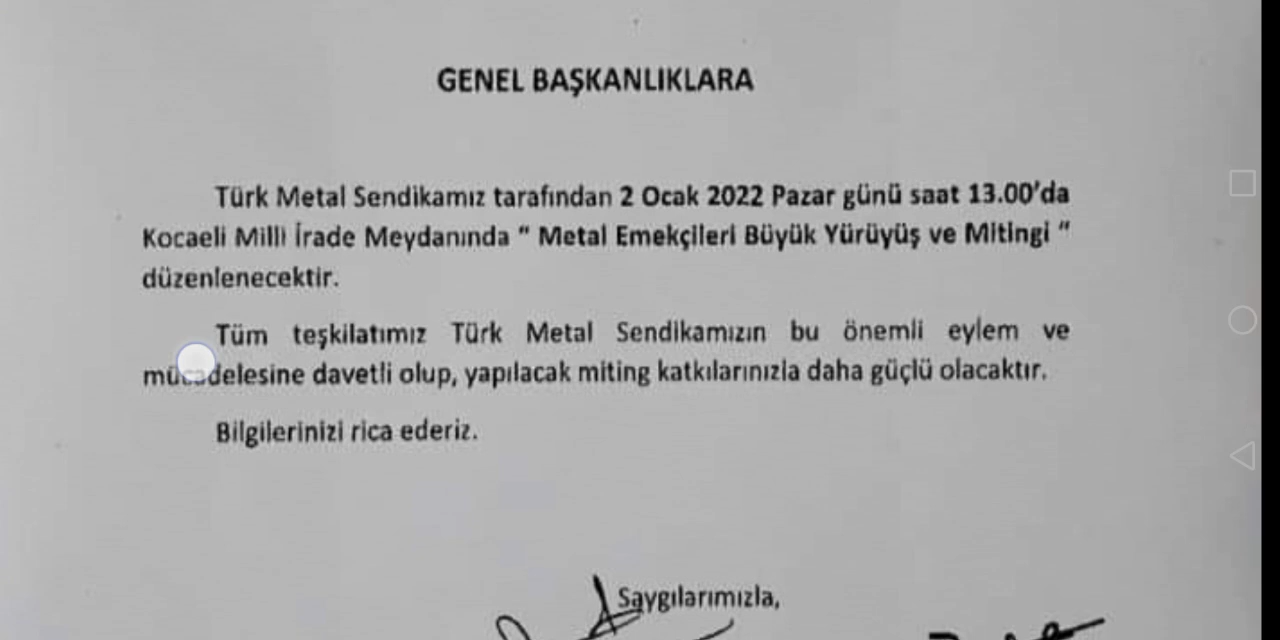 GENEL BAŞKANLIKLARA
Türk Metal Sendikamız tarafından 2 Ocak 2022 Pazar günü saat 13.00'da
Kocaeli Milli İrade Meydanında “ Metal Emekçileri Büyük Yürüyüş ve Mitingi “
düzenlenecektir.
Tüm teşkilatımız Türk Metal Sendikamızın bu önemli eylem ve
mücadelesine davetli olup, yapılacak miting katkılarınızla daha güçlü olacaktır.
Bilgilerinizi rica ederiz.
Saygılarımızla,